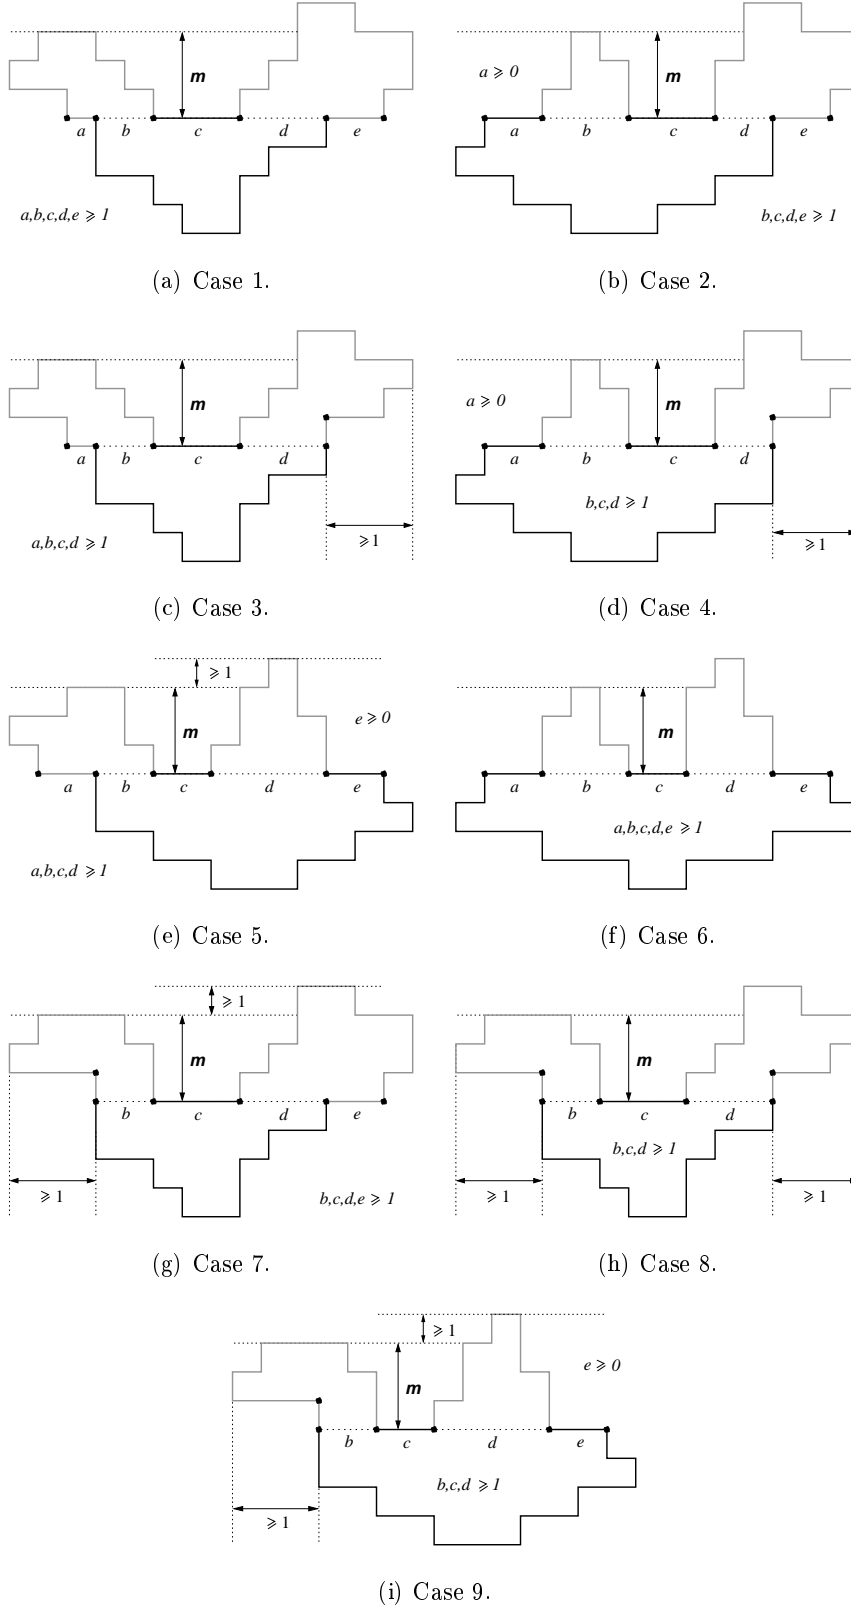 m
a b c d e
a,b,c,d,e ⩾ 1
(a) Case 1.
a ⩾ 0
m
a b c d e
b,c,d,e ⩾ 1
(b) Case 2.
m
a b c d
a,b,c,d ⩾ 1
⩾ 1
(c) Case 3.
a ⩾ 0
m
a b c d
b,c,d ⩾ 1
⩾ 1
(d) Case 4.
⩾ 1
e ⩾ 0
m
a b c d e
a,b,c,d ⩾ 1
(e) Case 5.
m
a b c d e
a,b,c,d,e ⩾ 1
(f) Case 6.
⩾ 1
m
b c d e
⩾ 1
b,c,d,e ⩾ 1
(g) Case 7.
m
b c d
b,c,d ⩾ 1
⩾ 1 ⩾ 1
(h) Case 8.
⩾ 1
e ⩾ 0
m
b c d e
b,c,d ⩾ 1
⩾ 1
(i) Case 9.